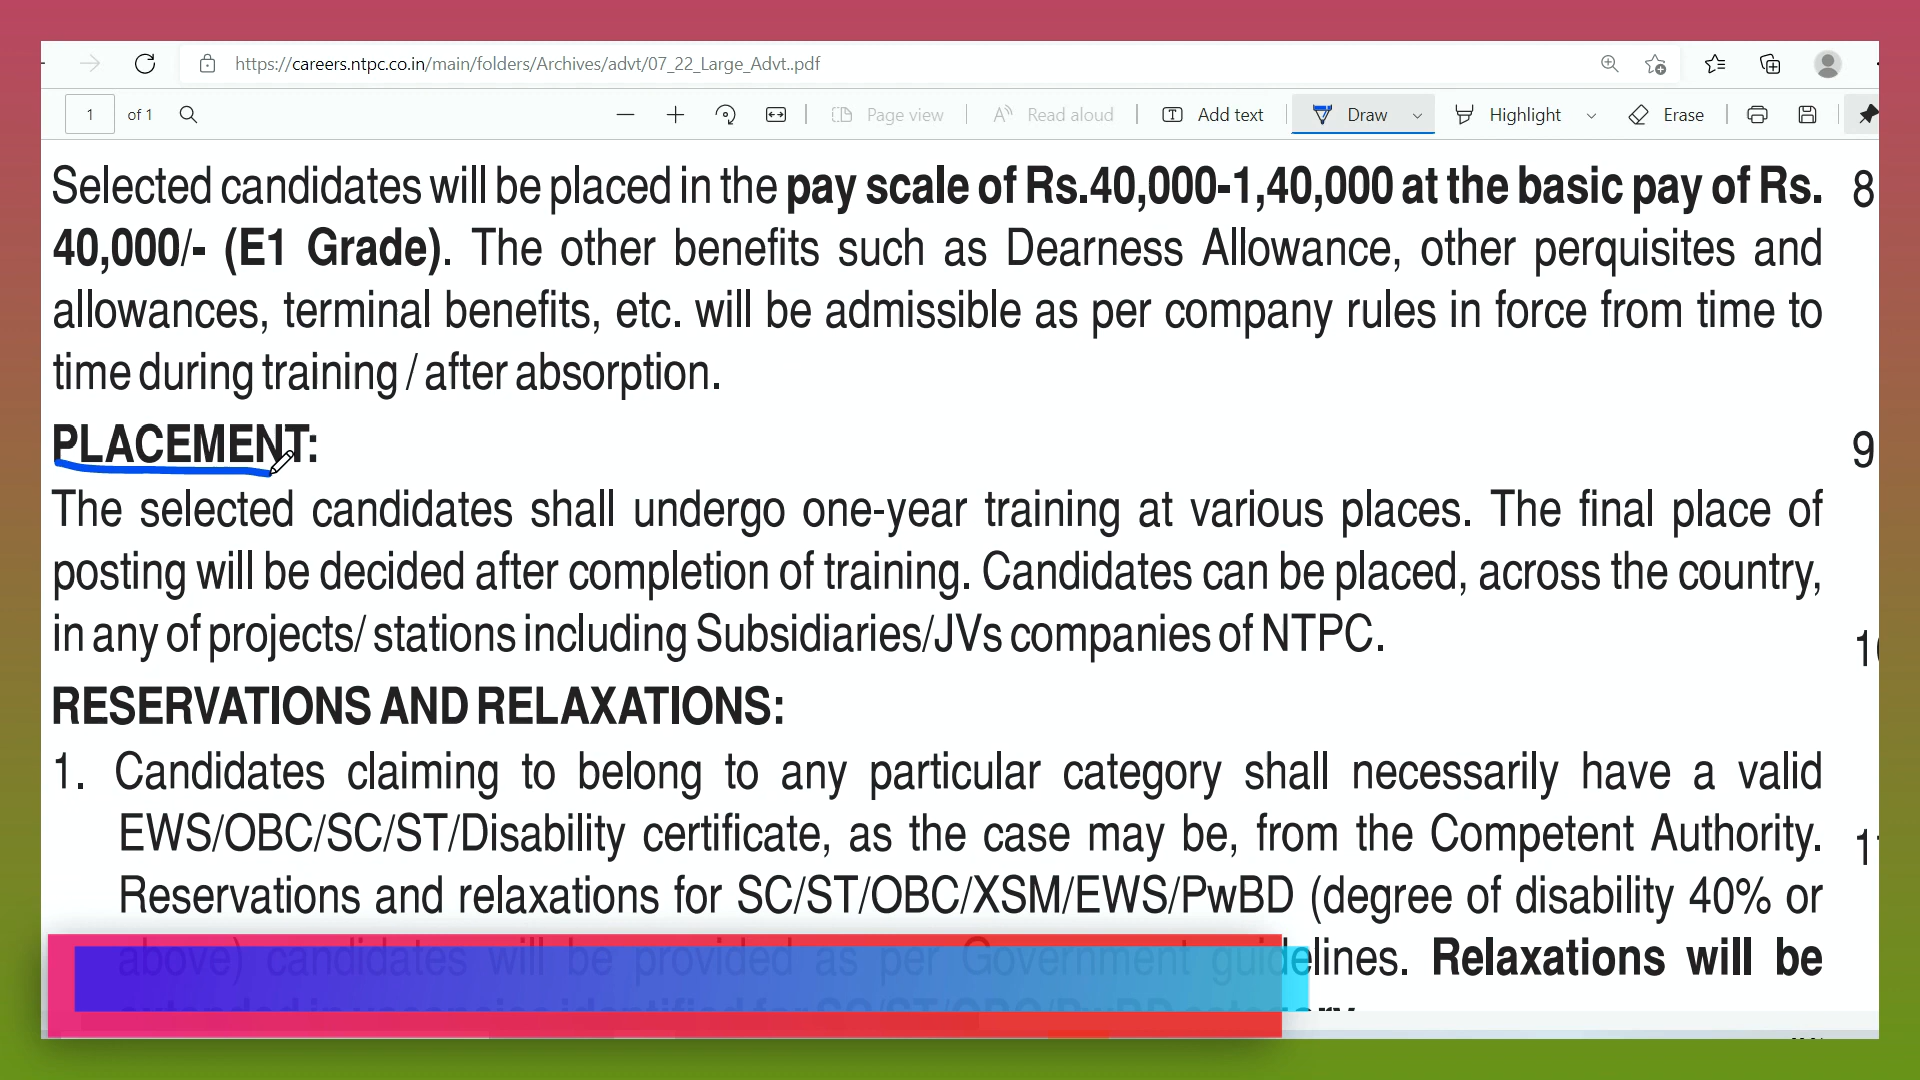 https://careers.ntpc.co.in/main/folders/Archives/advt/07_22_Large_Advt..pdf
1 of 1 Page view Read aloud Add text Draw Highlight Erase
Selected candidates will be placed in the pay scale of Rs.40,000-1,40,000 at the basic pay of Rs. 8
40,000/- (E1 Grade). The other benefits such as Dearness Allowance, other perquisites and
allowances, terminal benefits, etc. will be admissible as per company rules in force from time to
time during training / after absorption.
PLACEMENT: 9
The selected candidates shall undergo one-year training at various places. The final place of
posting will be decided after completion of training. Candidates can be placed, across the country,
in any of projects/ stations including Subsidiaries/JVs companies of NTPC.
RESERVATIONS AND RELAXATIONS:
1. Candidates claiming to belong to any particular category shall necessarily have a valid
EWS/OBC/SC/ST/Disability certificate, as the case may be, from the Competent Authority.
Reservations and relaxations for SC/ST/OBC/XSM/EWS/PwBD (degree of disability 40% or
above) candidates will be provided as per Government guidelines. Relaxations will be